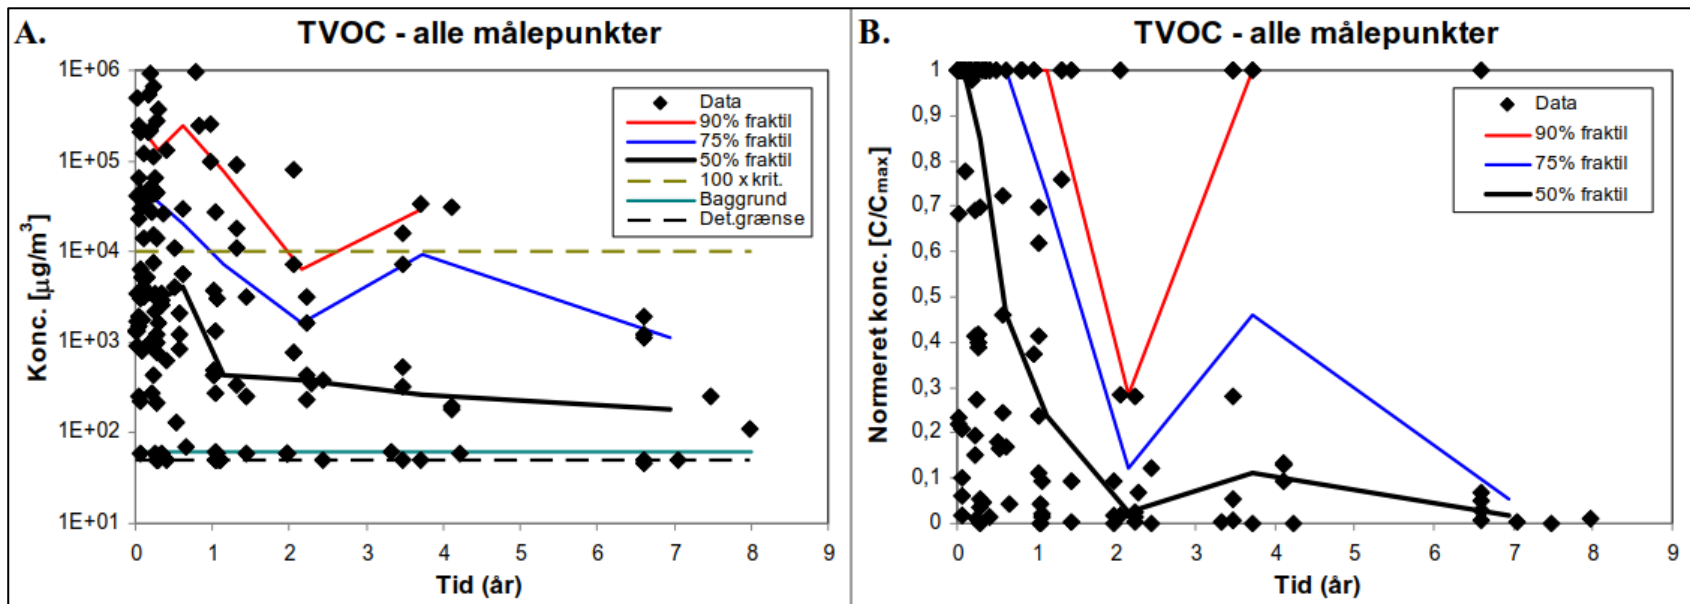 A.
TVOC - alle målepunkter
Konc. [µg/m³]
1E+06
1E+05
1E+04
1E+03
1E+02
1E+01
Data
90% fraktil
75% fraktil
50% fraktil
100 x krit.
Baggrund
Det.grænse
0 1 2 3 4 5 6 7 8 9
Tid (år)
B.
TVOC - alle målepunkter
Normeret konc. [C/Cmax]
1
0,9
0,8
0,7
0,6
0,5
0,4
0,3
0,2
0,1
0
Data
90% fraktil
75% fraktil
50% fraktil
0 1 2 3 4 5 6 7 8 9
Tid (år)